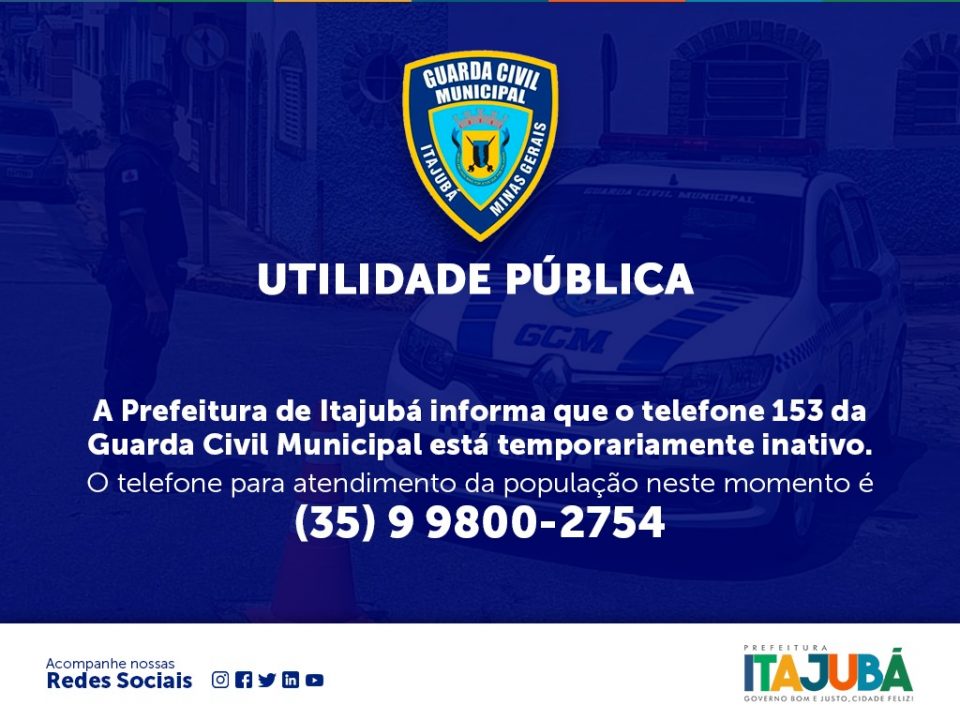 GUARDA CIVIL
MUNICIPAL
ITAJUBÁ
MINAS GERAIS
GUARDA CIVIL MUNICIPAL
GCM
UTILIDADE PÚBLICA
A Prefeitura de Itajubá informa que o telefone 153 da
Guarda Civil Municipal está temporariamente inativo.
O telefone para atendimento da população neste momento é
(35) 9 9800-2754
Acompanhe nossas
Redes Sociais
PREFEITURA
ITAJUBÁ
GOVERNO BOM E JUSTO, CIDADE FELIZ!